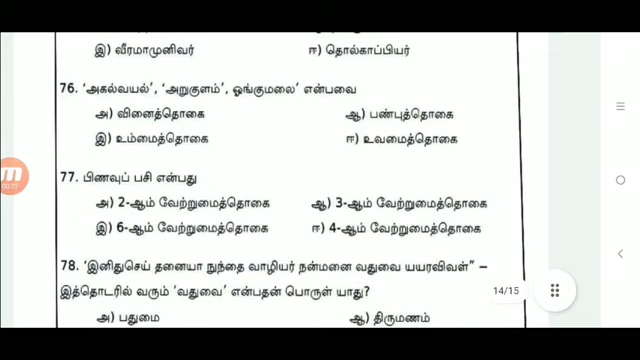 இ) வீரமாமுனிவர் ஈ) தொல்காப்பியர்
76. ‘அகல்வயல்’, ‘அறுகுளம்’, ஓங்குமலை’ என்பவை
அ) வினைத்தொகை ஆ) பண்புத்தொகை
இ) உம்மைத்தொகை ஈ) உவமைத்தொகை
77. பிணவுப் பசி என்பது
அ) 2-ஆம் வேற்றுமைத்தொகை ஆ) 3-ஆம் வேற்றுமைத்தொகை
இ) 6-ஆம் வேற்றுமைத்தொகை ஈ) 4-ஆம் வேற்றுமைத்தொகை
78. ‘இனிதுசெய் தனையா நுந்தை வாழியர் நன்மனை வதுவை யயரவிவள்” –
இத்தொடரில் வரும் ‘வதுவை’ என்பதன் பொருள் யாது?
14/15
அ) பதுமை ஆ) திருமணம்
00:77